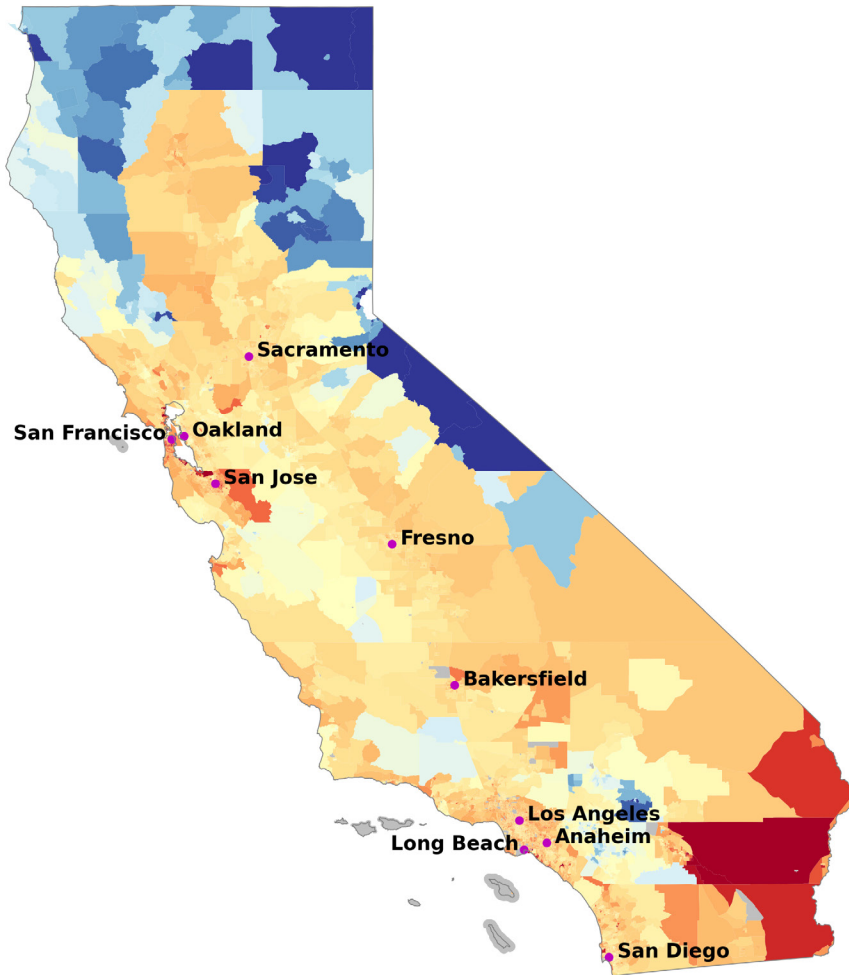 Sacramento
San Francisco
Oakland
San Jose
Fresno
Bakersfield
Los Angeles
Long Beach
Anaheim
San Diego